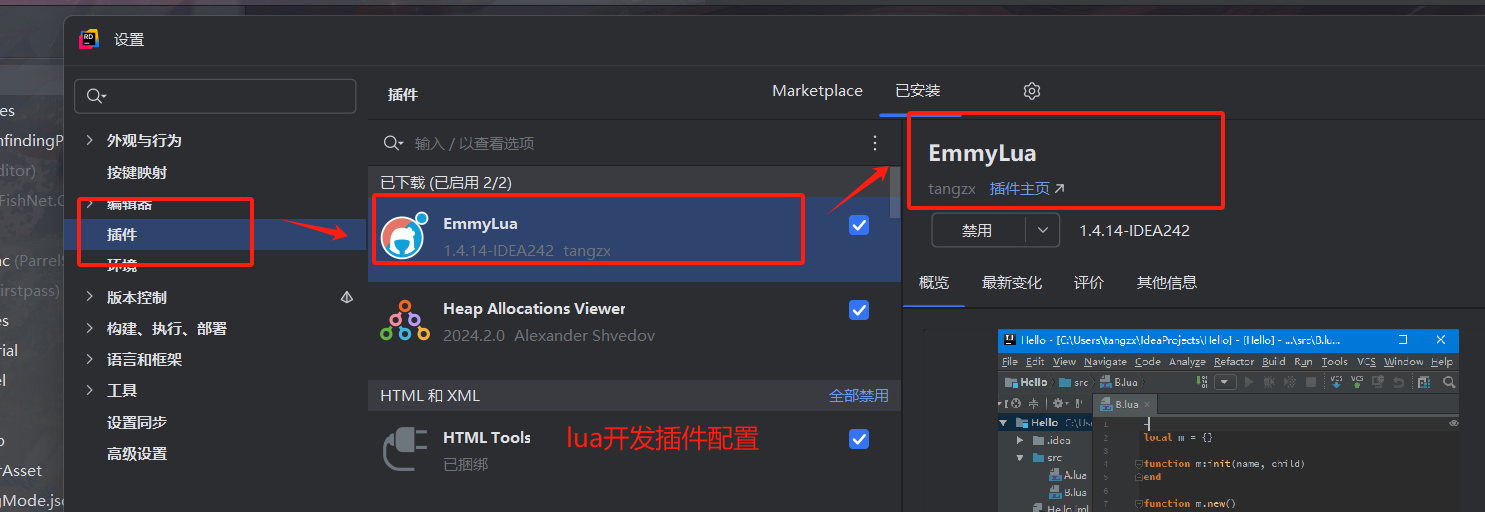 RD
设置
es
nfindingP
ditor)
FishNet.C
nc (ParrelS
irstpass)
es
rial
el
o
rAsset
gMode.jsc
外观与行为
按键映射
编辑器
插件
环境
版本控制
构建、执行、部署
语言和框架
工具
设置同步
高级设置
插件
Marketplace
已安装
输入 / 以查看选项
已下载 (已启用 2/2)
EmmyLua
1.4.14-IDEA242 tangzx
Heap Allocations Viewer
2024.2.0 Alexander Shvedov
HTML 和 XML
全部禁用
HTML Tools
已捆绑
lua开发插件配置
EmmyLua
tangzx 插件主页
禁用
1.4.14-IDEA242
概览 最新变化 评价 其他信息
Hello - [C:\Users\tangzx\IdeaProjects\Hello] - [Hello] - ...\src\B.lu...
File Edit View Navigate Code Analyze Refactor Build Run Tools VCS Window Help
Hello src B.lua
B.lua
Hello C:\Use
.idea
src
A.lua
B.lua
Hello.iml
1 -
2 local m = {}
3
4 function m:init(name, child)
5 end
6
7 function m.new()